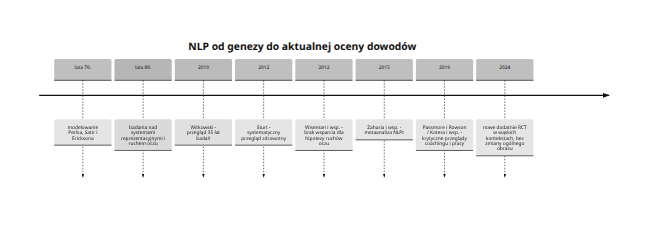 NLP od genezy do aktualnej oceny dowodów
lata 70.
lata 80.
2010
2012
2012
2015
2019
2024
modelowanie
Perlsa, Satir i
Ericksona
badania nad
systemami
reprezentacyjnymi i
ruchem oczu
Witkowski -
przegląd 35 lat
badań
Sturt -
systematyczny
przegląd zdrowotny
Wiseman i wsp. -
brak wsparcia dla
hipotezy ruchów
oczu
Zaharia i wsp. -
metaanaliza NLPt
Passmore i Rowson
/ Kotera i wsp. -
krytyczne przeglądy
coachingu i pracy
nowe dodatnie RCT
w wąskich
kontekstach, bez
zmiany ogólnego
obrazu